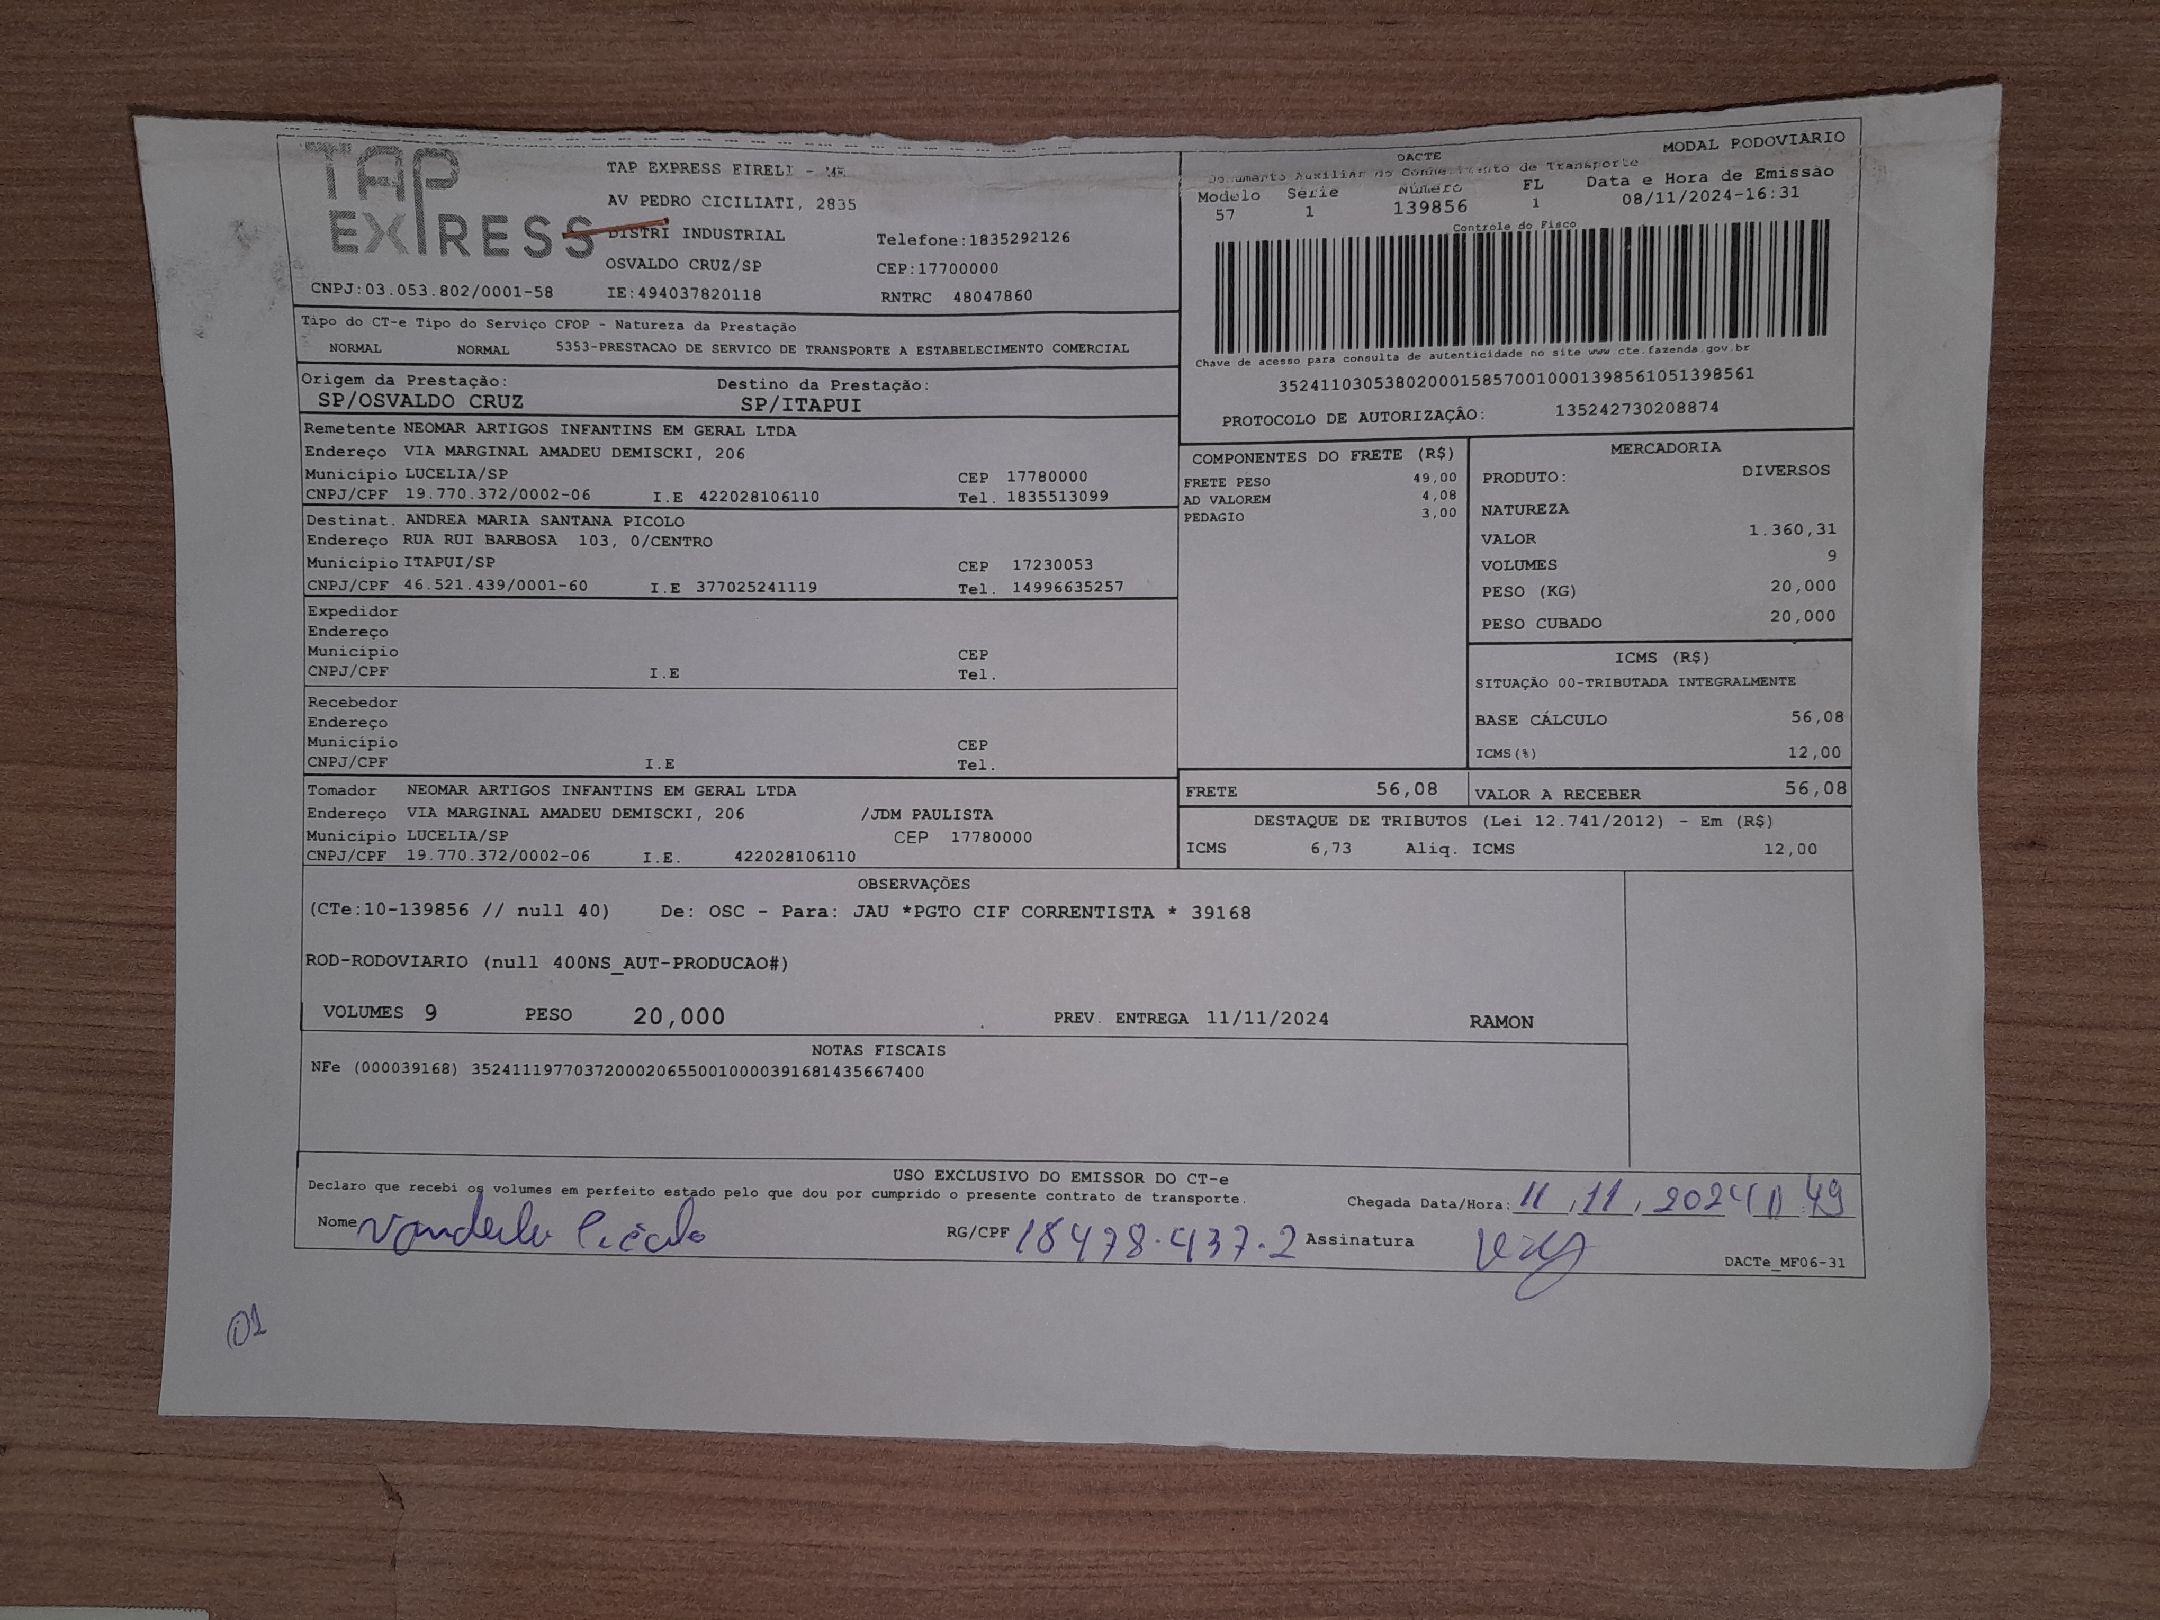 TAP
EXPRESS
TAP EXPRESS EIRELI - ME
AV PEDRO CICILIATI, 2835
DISTRI INDUSTRIAL
Telefone:1835292126
OSVALDO CRUZ/SP
CEP:17700000
CNPJ:03.053.802/0001-58
IE:494037820118
RNTRC 48047860
DACTE
MODAL RODOVIARIO
Documento Auxiliar do Conhecimento de Transporte
Modelo Série Número FL Data e Hora de Emissão
57 1 139856 1 08/11/2024-16:31
Controle do Fisco
Chave de acesso para consulta de autenticidade no site www.cte.fazenda.gov.br
35241103053802000158570010001398561051398561
PROTOCOLO DE AUTORIZAÇÃO: 135242730208874
Tipo do CT-e Tipo do Serviço CFOP - Natureza da Prestação
NORMAL NORMAL 5353-PRESTACAO DE SERVICO DE TRANSPORTE A ESTABELECIMENTO COMERCIAL
Origem da Prestação: Destino da Prestação:
SP/OSVALDO CRUZ SP/ITAPUI
Remetente NEOMAR ARTIGOS INFANTINS EM GERAL LTDA
Endereço VIA MARGINAL AMADEU DEMISCKI, 206
Município LUCELIA/SP CEP 17780000
CNPJ/CPF 19.770.372/0002-06 I.E 422028106110 Tel. 1835513099
Destinat. ANDREA MARIA SANTANA PICOLO
Endereço RUA RUI BARBOSA 103, 0/CENTRO
Município ITAPUI/SP CEP 17230053
CNPJ/CPF 46.521.439/0001-60 I.E 377025241119 Tel. 14996635257
Expedidor
Endereço
Município CEP
CNPJ/CPF I.E Tel.
Recebedor
Endereço
Município CEP
CNPJ/CPF I.E Tel.
Tomador NEOMAR ARTIGOS INFANTINS EM GERAL LTDA
Endereço VIA MARGINAL AMADEU DEMISCKI, 206 /JDM PAULISTA
Município LUCELIA/SP CEP 17780000
CNPJ/CPF 19.770.372/0002-06 I.E. 422028106110
COMPONENTES DO FRETE (R$)
FRETE PESO 49,00
AD VALOREM 4,08
PEDAGIO 3,00
MERCADORIA
PRODUTO: DIVERSOS
NATUREZA
VALOR 1.360,31
VOLUMES 9
PESO (KG) 20,000
PESO CUBADO 20,000
ICMS (R$)
SITUAÇÃO 00-TRIBUTADA INTEGRALMENTE
BASE CÁLCULO 56,08
ICMS(%) 12,00
FRETE 56,08 VALOR A RECEBER 56,08
DESTAQUE DE TRIBUTOS (Lei 12.741/2012) - Em (R$)
ICMS 6,73 Aliq. ICMS 12,00
OBSERVAÇÕES
(CTe:10-139856 // null 40) De: OSC - Para: JAU *PGTO CIF CORRENTISTA * 39168
ROD-RODOVIARIO (null 400NS_AUT-PRODUCAO#)
VOLUMES 9 PESO 20,000 PREV. ENTREGA 11/11/2024 RAMON
NOTAS FISCAIS
NFe (000039168) 35241119770372000206550010000391681435667400
USO EXCLUSIVO DO EMISSOR DO CT-e
Declaro que recebi os volumes em perfeito estado pelo que dou por cumprido o presente contrato de transporte.
Chegada Data/Hora: 11,11,2024 11:49
Nome RG/CPF 18478.437.2 Assinatura
DACTe_MF06-31
01